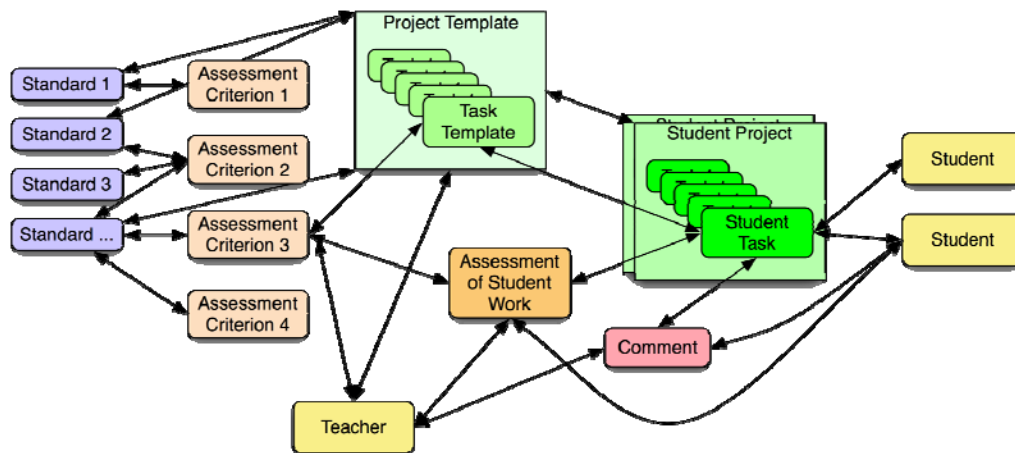 Project Template
Task
Template
Student Project
Student
Task
Standard 1
Standard 2
Standard 3
Standard ...
Assessment
Criterion 1
Assessment
Criterion 2
Assessment
Criterion 3
Assessment
Criterion 4
Assessment
of Student
Work
Comment
Teacher
Student
Student